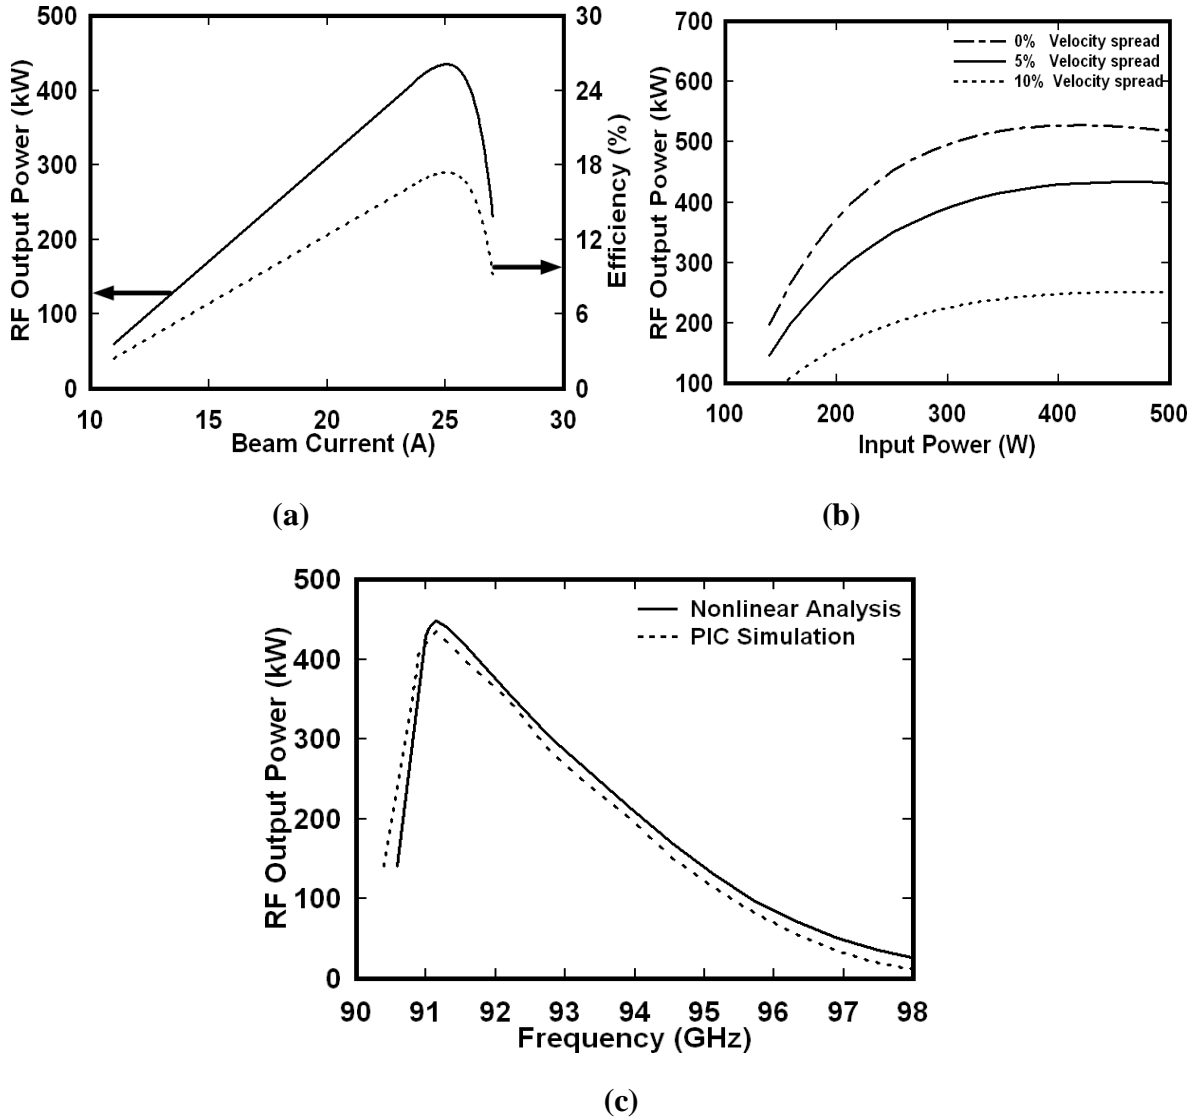 500
400
300
200
100
0
RF Output Power (kW)
30
24
18
12
6
0
Efficiency (%)
10 15 20 25 30
Beam Current (A)
(a)
700
600
500
400
300
200
100
RF Output Power (kW)
0% Velocity spread
5% Velocity spread
10% Velocity spread
100 200 300 400 500
Input Power (W)
(b)
500
400
300
200
100
0
RF Output Power (kW)
Nonlinear Analysis
PIC Simulation
90 91 92 93 94 95 96 97 98
Frequency (GHz)
(c)